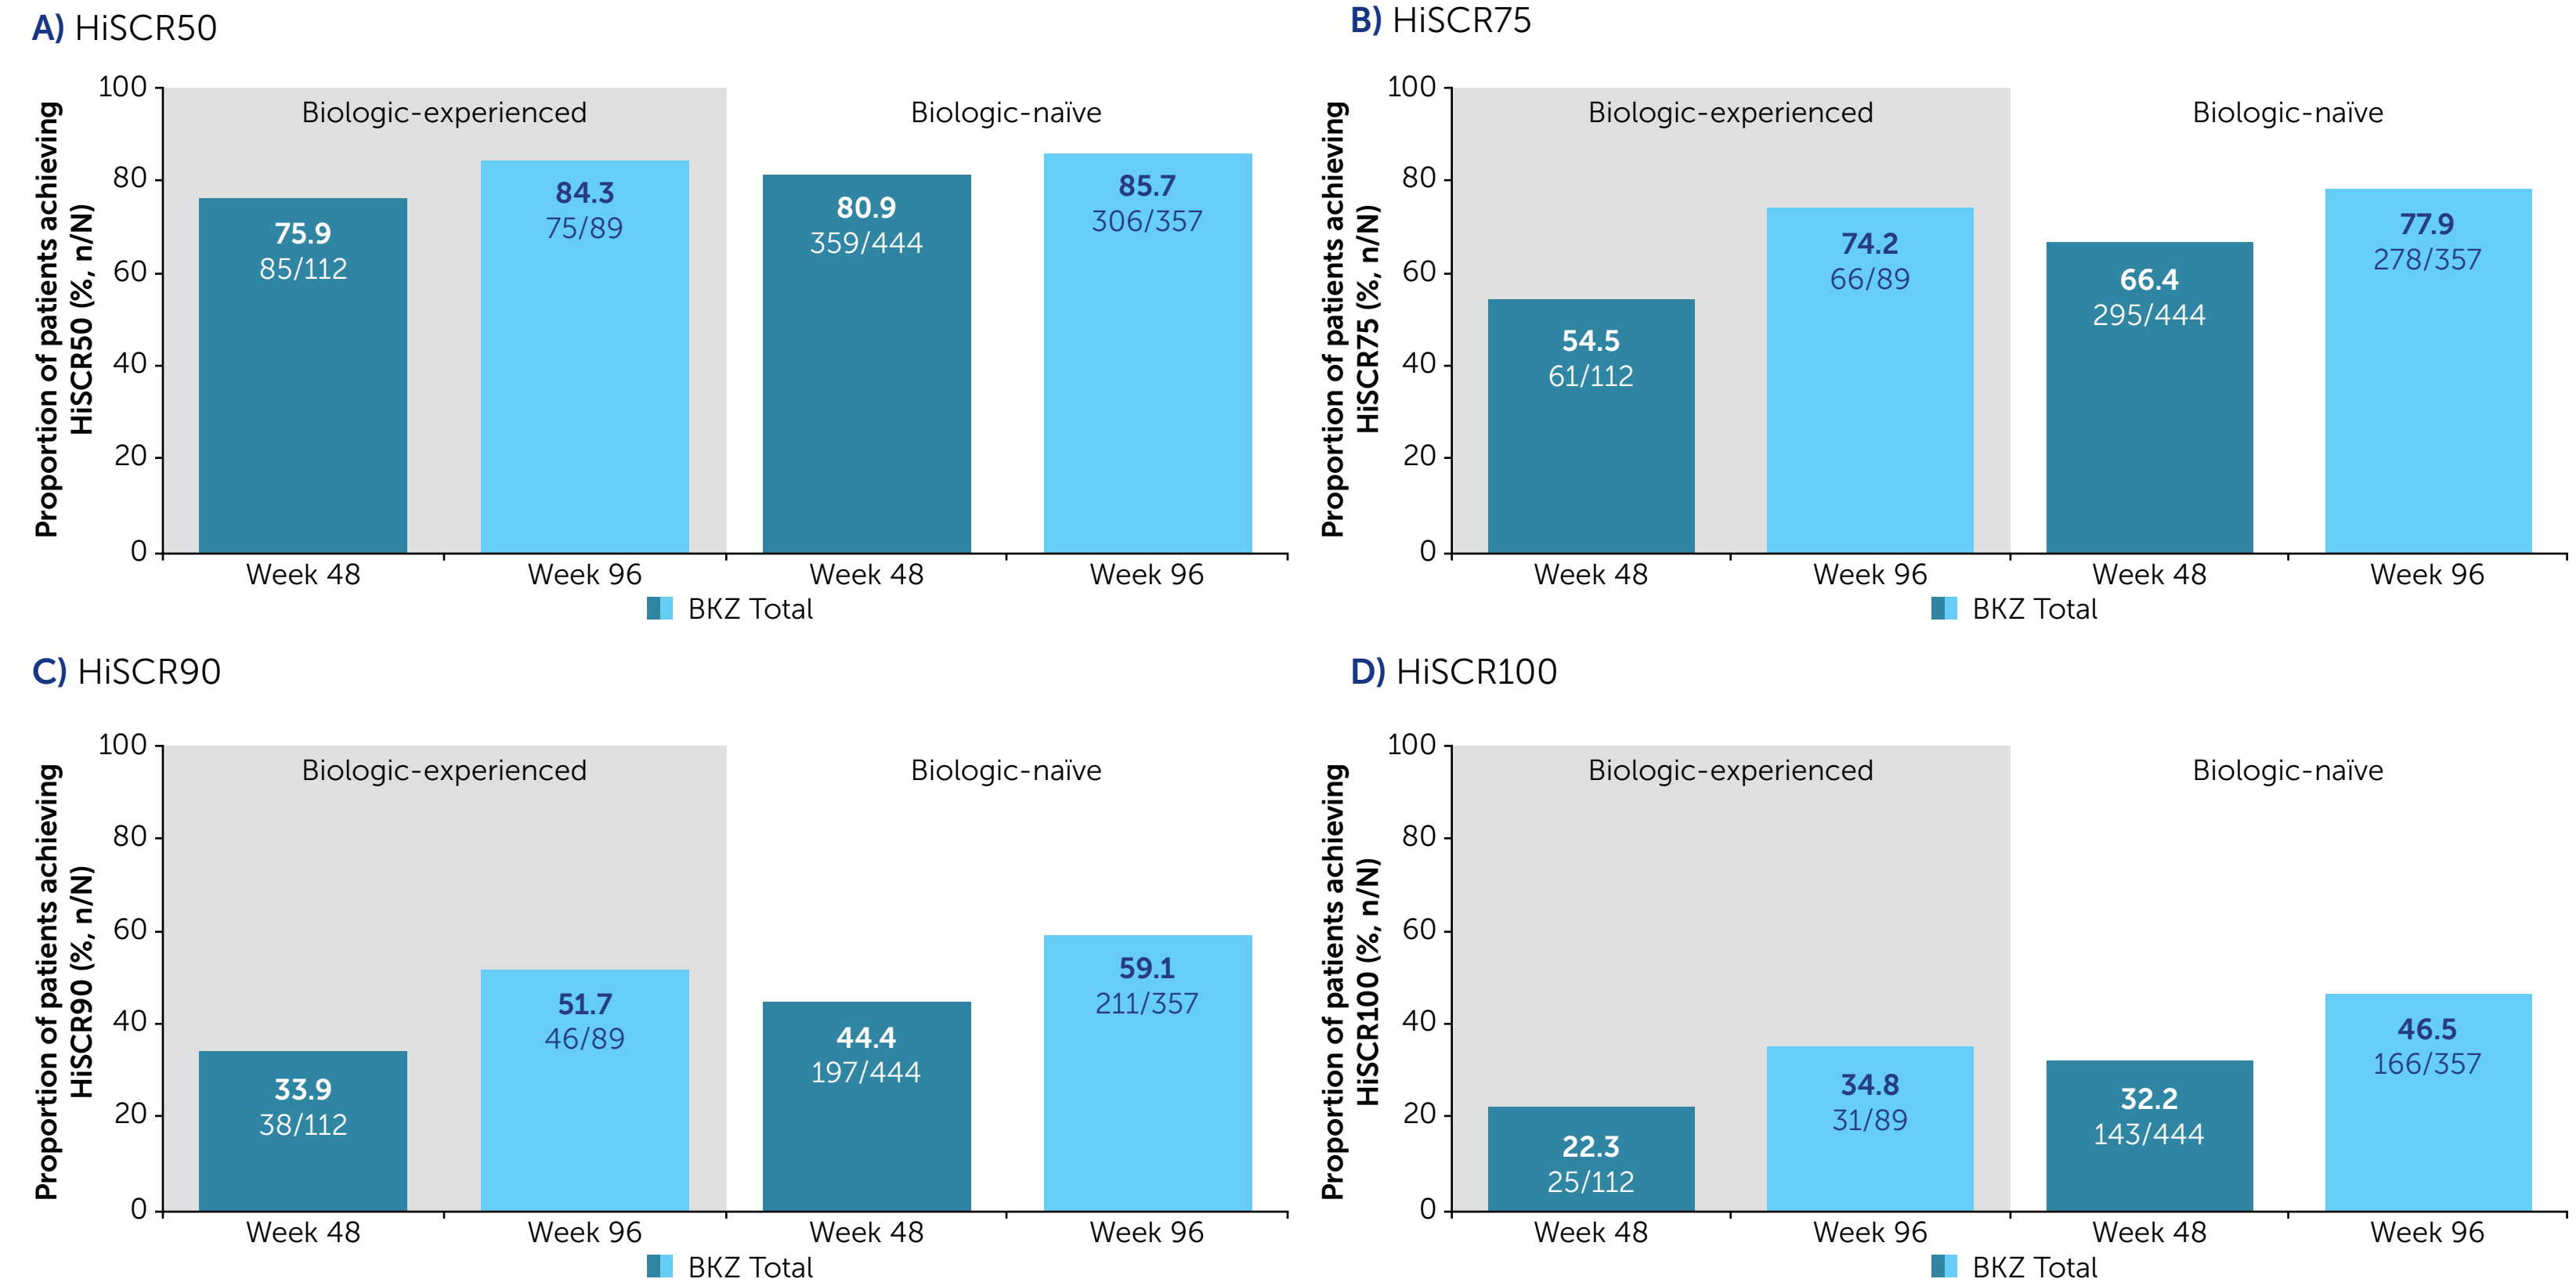 A) HiSCR50
Proportion of patients achieving
HiSCR50 (%, n/N)
100
80
60
40
20
0
Biologic-experienced
Biologic-naïve
75.9
85/112
84.3
75/89
80.9
359/444
85.7
306/357
Week 48
Week 96
Week 48
Week 96
BKZ Total
B) HiSCR75
Proportion of patients achieving
HiSCR75 (%, n/N)
100
80
60
40
20
0
Biologic-experienced
Biologic-naïve
54.5
61/112
74.2
66/89
66.4
295/444
77.9
278/357
Week 48
Week 96
Week 48
Week 96
BKZ Total
C) HiSCR90
Proportion of patients achieving
HiSCR90 (%, n/N)
100
80
60
40
20
0
Biologic-experienced
Biologic-naïve
33.9
38/112
51.7
46/89
44.4
197/444
59.1
211/357
Week 48
Week 96
Week 48
Week 96
BKZ Total
D) HiSCR100
Proportion of patients achieving
HiSCR100 (%, n/N)
100
80
60
40
20
0
Biologic-experienced
Biologic-naïve
22.3
25/112
34.8
31/89
32.2
143/444
46.5
166/357
Week 48
Week 96
Week 48
Week 96
BKZ Total